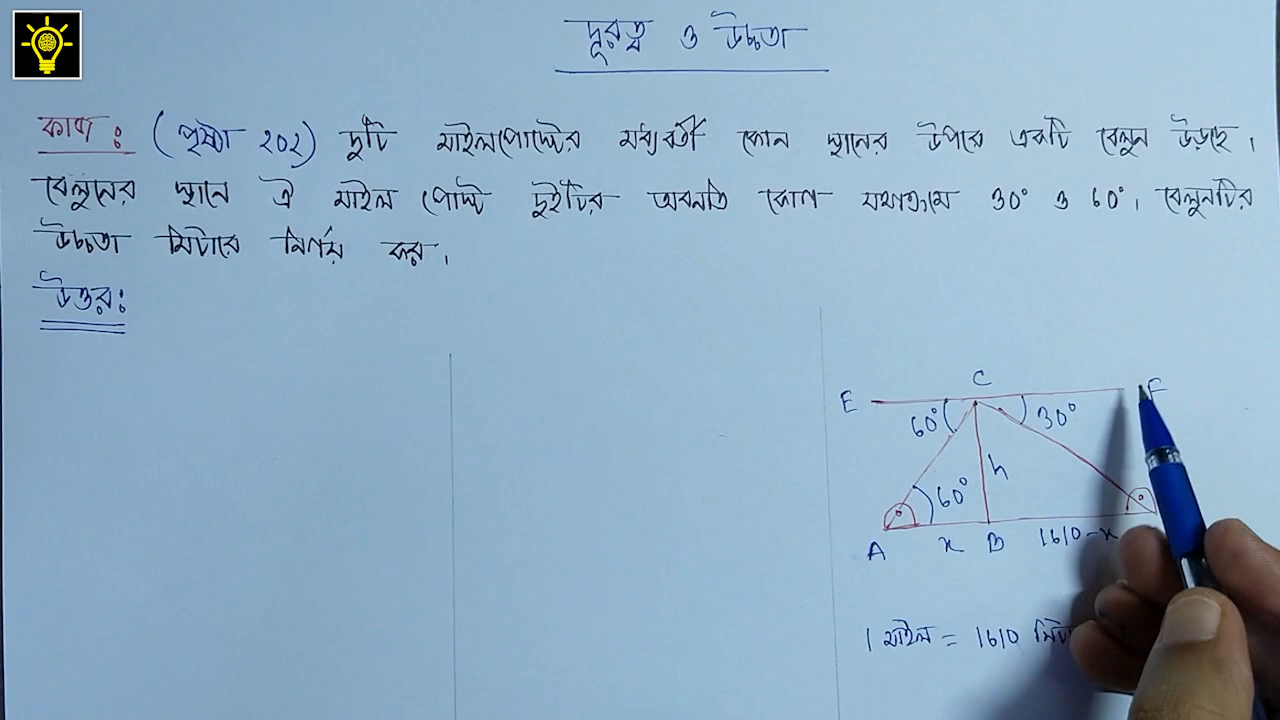 দূরত্ব ও উচ্চতা
কাজ : (পৃষ্ঠা ২০২) দুটি মাইলপোস্টের মধ্যবর্তী কোন স্থানের উপরে একটি বেলুন উড়ছে।
বেলুনের স্থানে ঐ মাইল পোস্ট দুইটির অবনতি কোণ যথাক্রমে 30° ও 60°। বেলুনটির
উচ্চতা মিটারে নির্ণয় কর।
উত্তর:
E C F
60° 30°
60° h
A x B 1610-x
1 মাইল = 1610